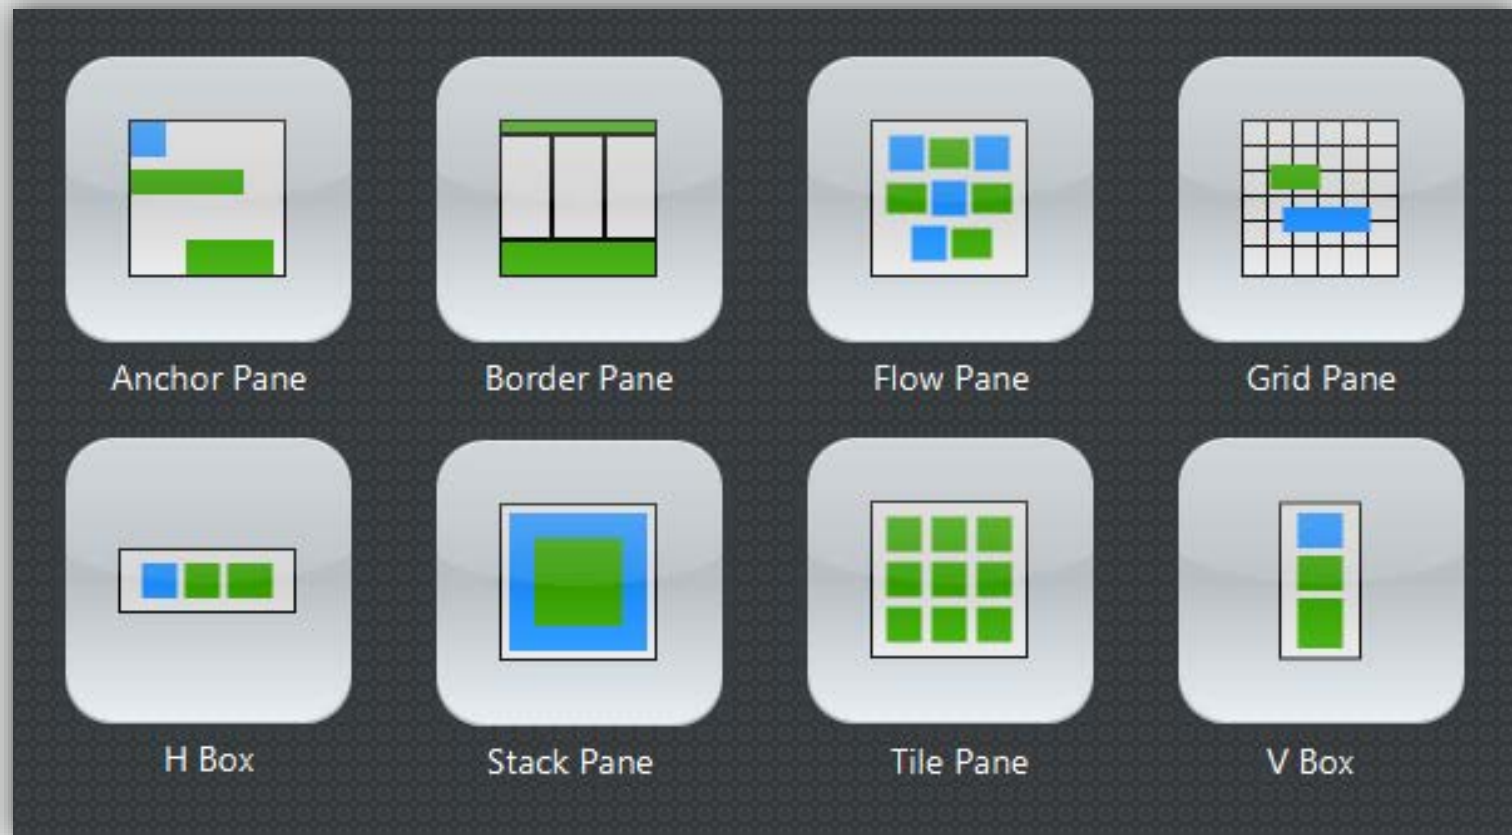 Anchor Pane
Border Pane
Flow Pane
Grid Pane
H Box
Stack Pane
Tile Pane
V Box